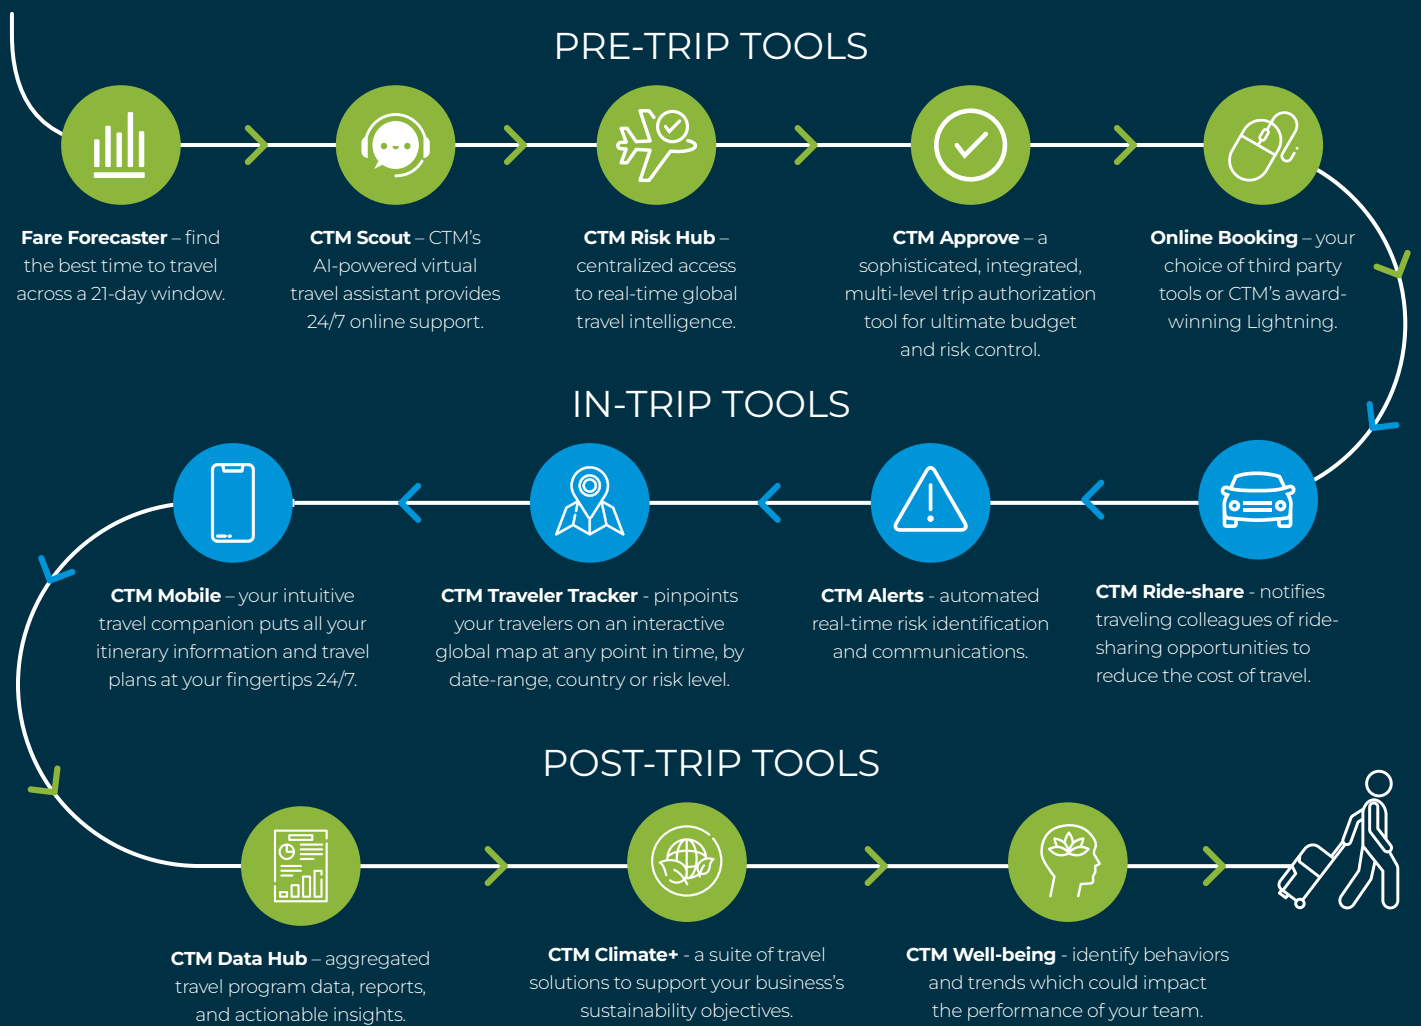 PRE-TRIP TOOLS
Fare Forecaster – find
the best time to travel
across a 21-day window.
CTM Scout – CTM’s
AI-powered virtual
travel assistant provides
24/7 online support.
CTM Risk Hub –
centralized access
to real-time global
travel intelligence.
CTM Approve – a
sophisticated, integrated,
multi-level trip authorization
tool for ultimate budget
and risk control.
Online Booking – your
choice of third party
tools or CTM’s award-
winning Lightning.
IN-TRIP TOOLS
CTM Mobile – your intuitive
travel companion puts all your
itinerary information and travel
plans at your fingertips 24/7.
CTM Traveler Tracker - pinpoints
your travelers on an interactive
global map at any point in time, by
date-range, country or risk level.
CTM Alerts - automated
real-time risk identification
and communications.
CTM Ride-share - notifies
traveling colleagues of ride-
sharing opportunities to
reduce the cost of travel.
POST-TRIP TOOLS
CTM Data Hub – aggregated
travel program data, reports,
and actionable insights.
CTM Climate+ - a suite of travel
solutions to support your business’s
sustainability objectives.
CTM Well-being - identify behaviors
and trends which could impact
the performance of your team.